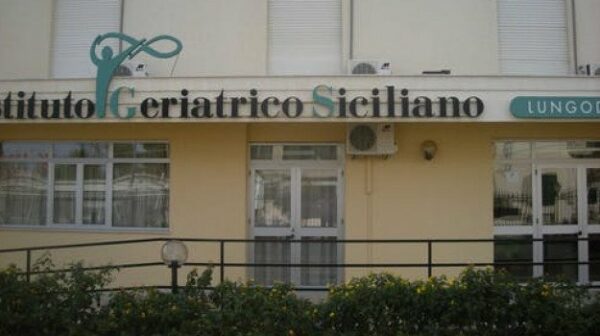 stituto Geriatrico Siciliano
LUNGOD